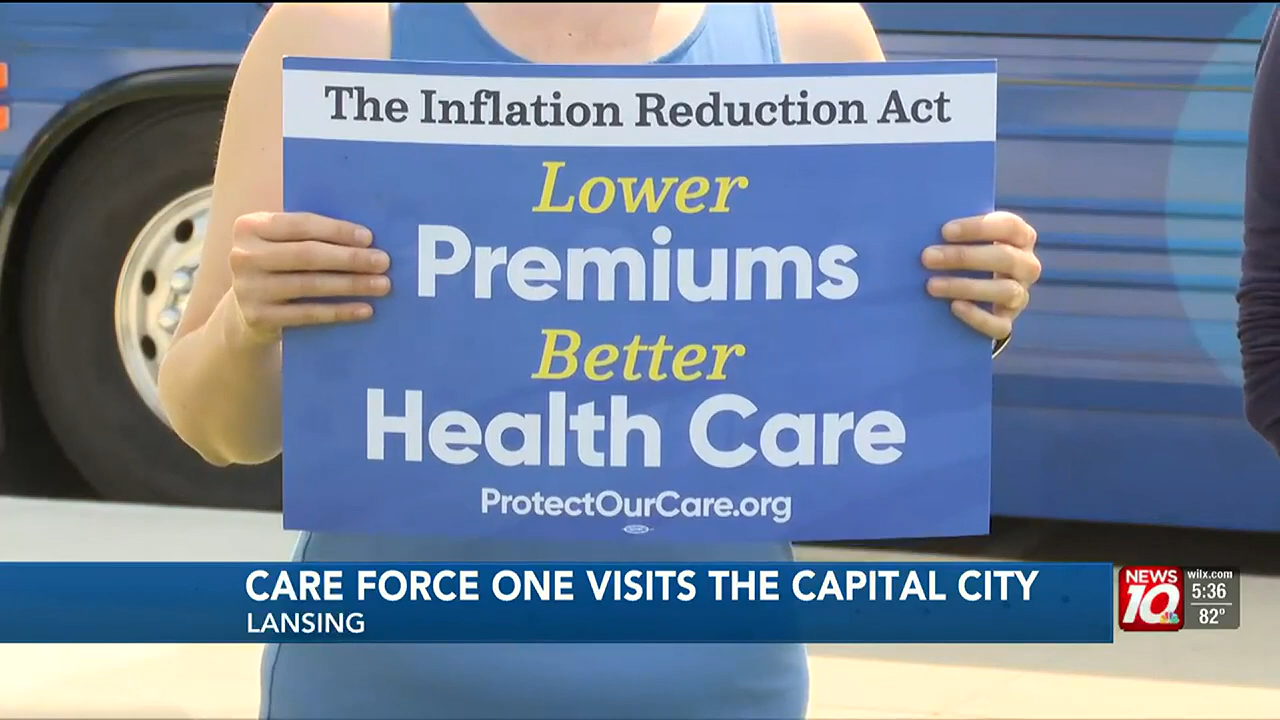 The Inflation Reduction Act
Lower
Premiums
Better
Health Care
ProtectOurCare.org
CARE FORCE ONE VISITS THE CAPITAL CITY
LANSING
NEWS
10
wilx.com
5:36
82°